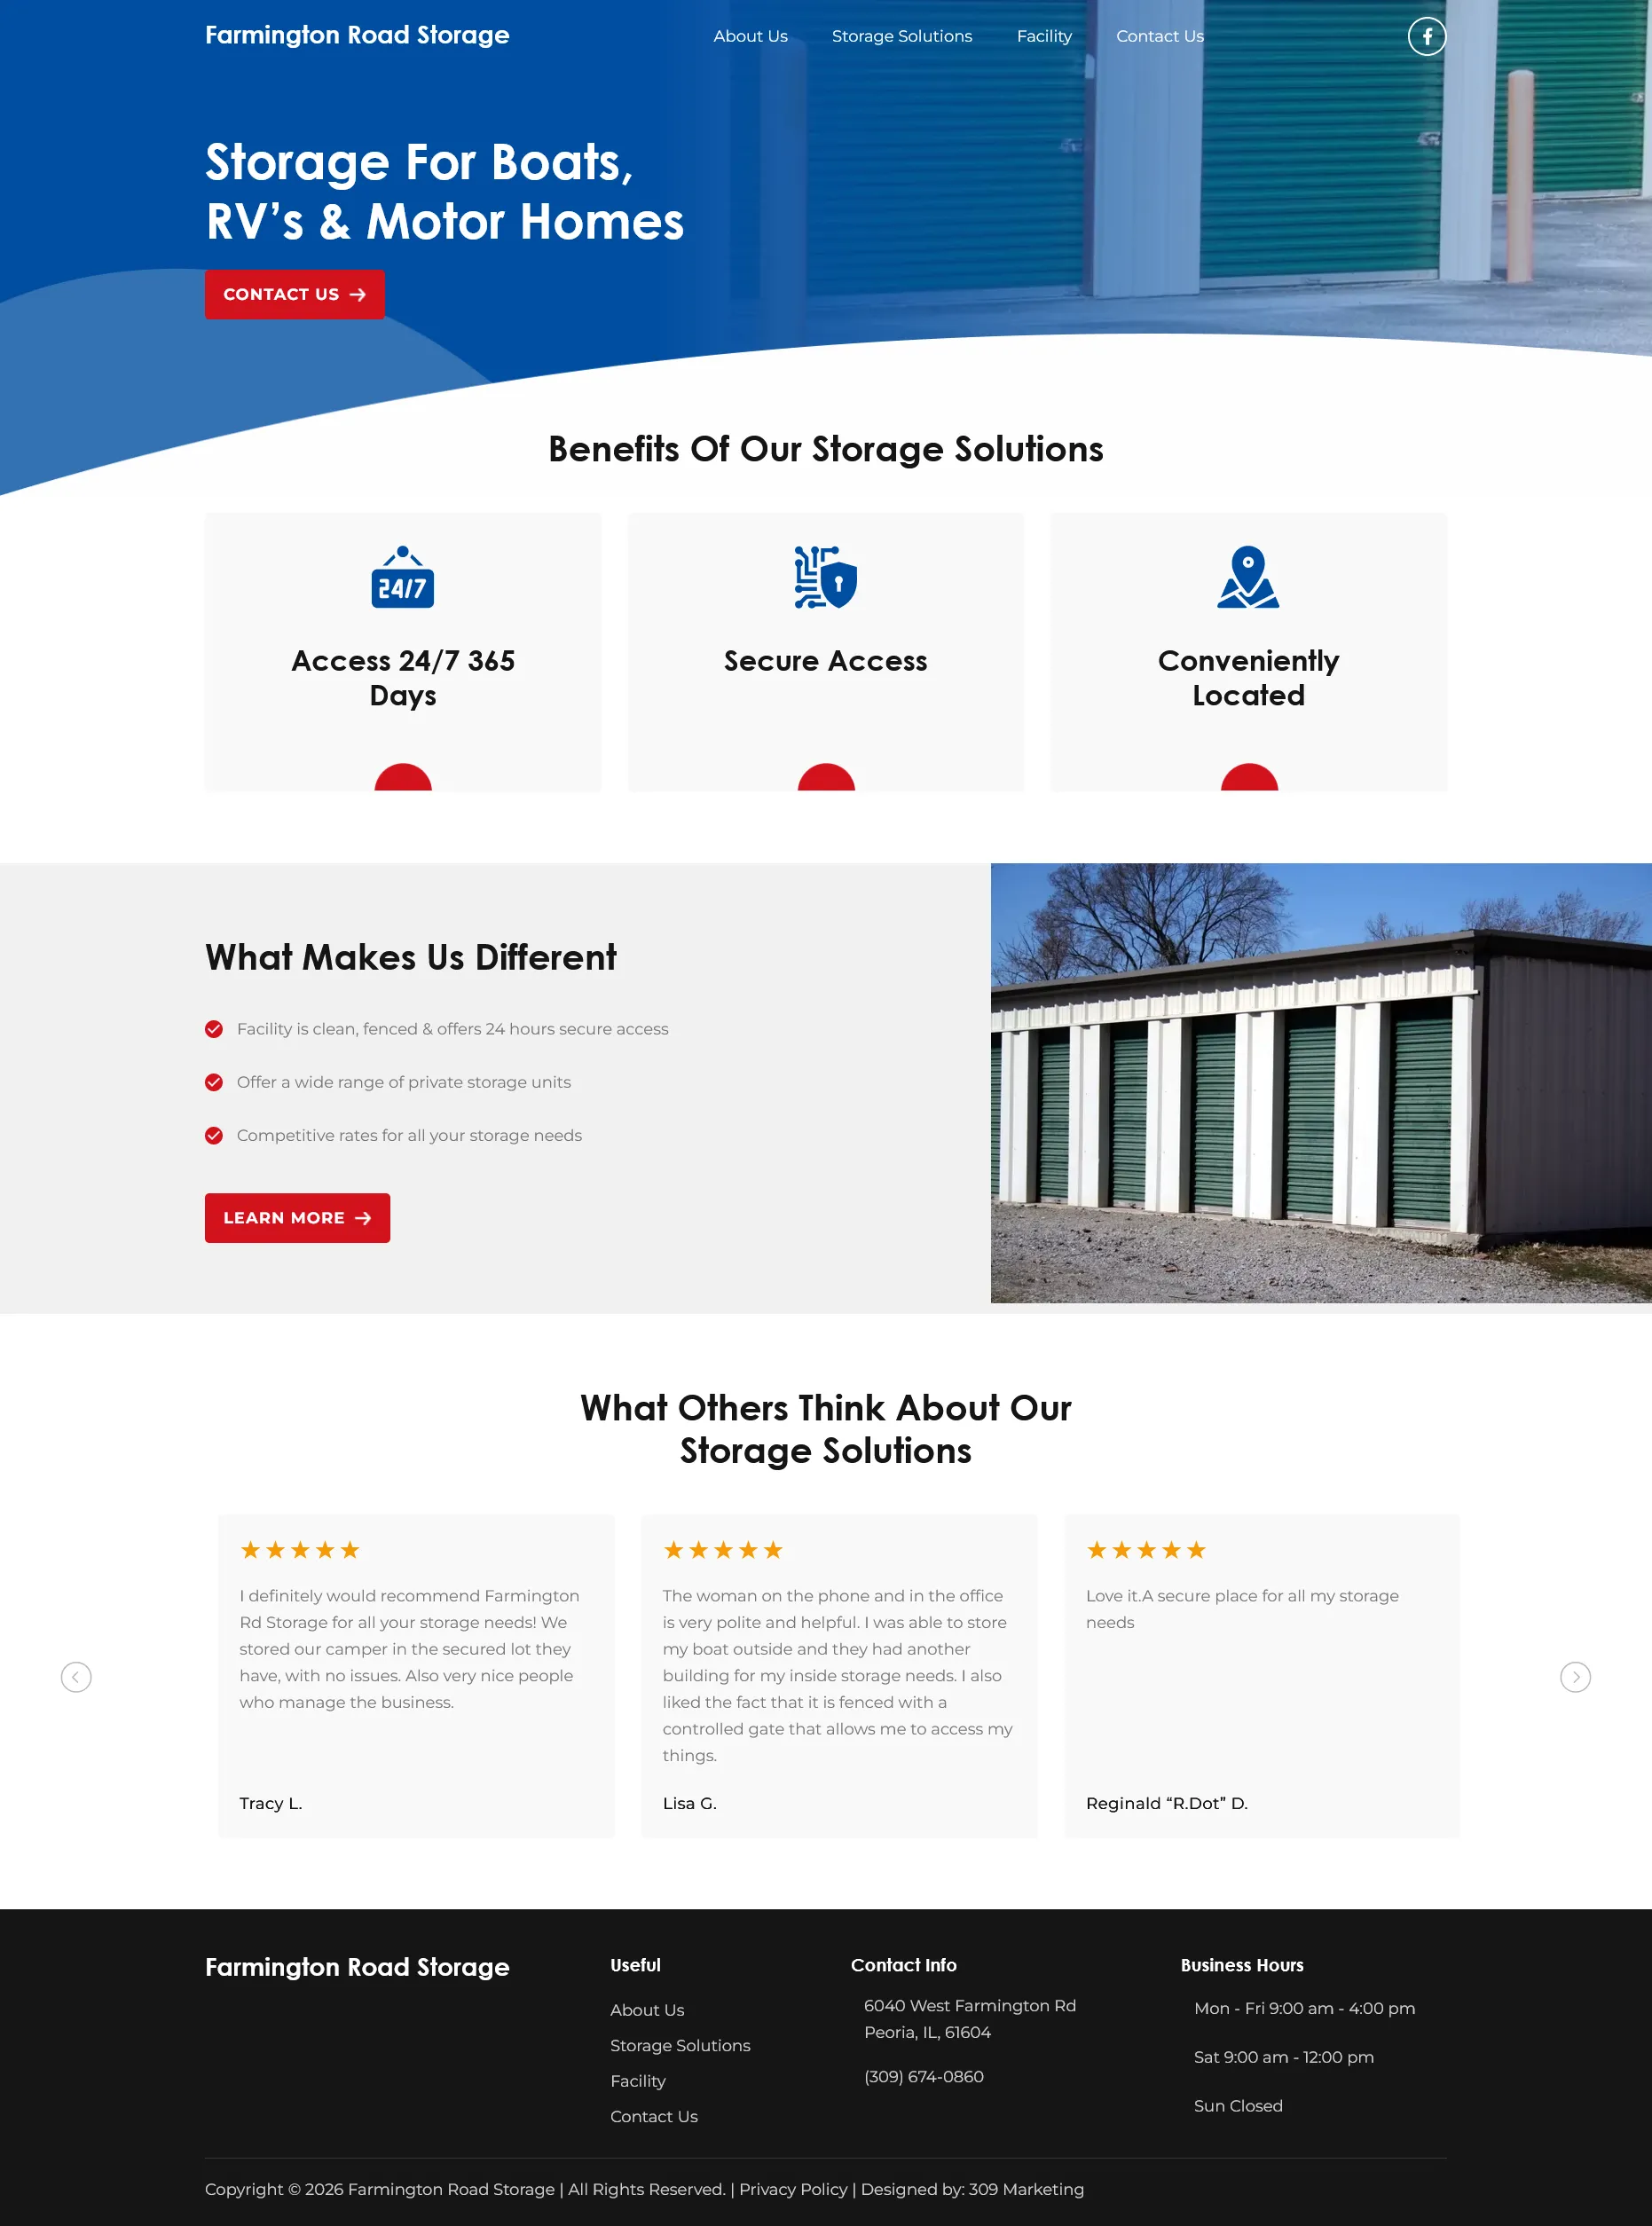 Farmington Road Storage
About Us
Storage Solutions
Facility
Contact Us
Storage For Boats,
RV’s & Motor Homes
CONTACT US
Benefits Of Our Storage Solutions
24/7
Access 24/7 365
Days
Secure Access
Conveniently
Located
What Makes Us Different
Facility is clean, fenced & offers 24 hours secure access
Offer a wide range of private storage units
Competitive rates for all your storage needs
LEARN MORE
What Others Think About Our
Storage Solutions
I definitely would recommend Farmington
Rd Storage for all your storage needs! We
stored our camper in the secured lot they
have, with no issues. Also very nice people
who manage the business.
Tracy L.
The woman on the phone and in the office
is very polite and helpful. I was able to store
my boat outside and they had another
building for my inside storage needs. I also
liked the fact that it is fenced with a
controlled gate that allows me to access my
things.
Lisa G.
Love it.A secure place for all my storage
needs
Reginald “R.Dot” D.
Farmington Road Storage
Useful
About Us
Storage Solutions
Facility
Contact Us
Contact Info
6040 West Farmington Rd
Peoria, IL, 61604
(309) 674-0860
Business Hours
Mon - Fri 9:00 am - 4:00 pm
Sat 9:00 am - 12:00 pm
Sun Closed
Copyright © 2026 Farmington Road Storage | All Rights Reserved. | Privacy Policy | Designed by: 309 Marketing